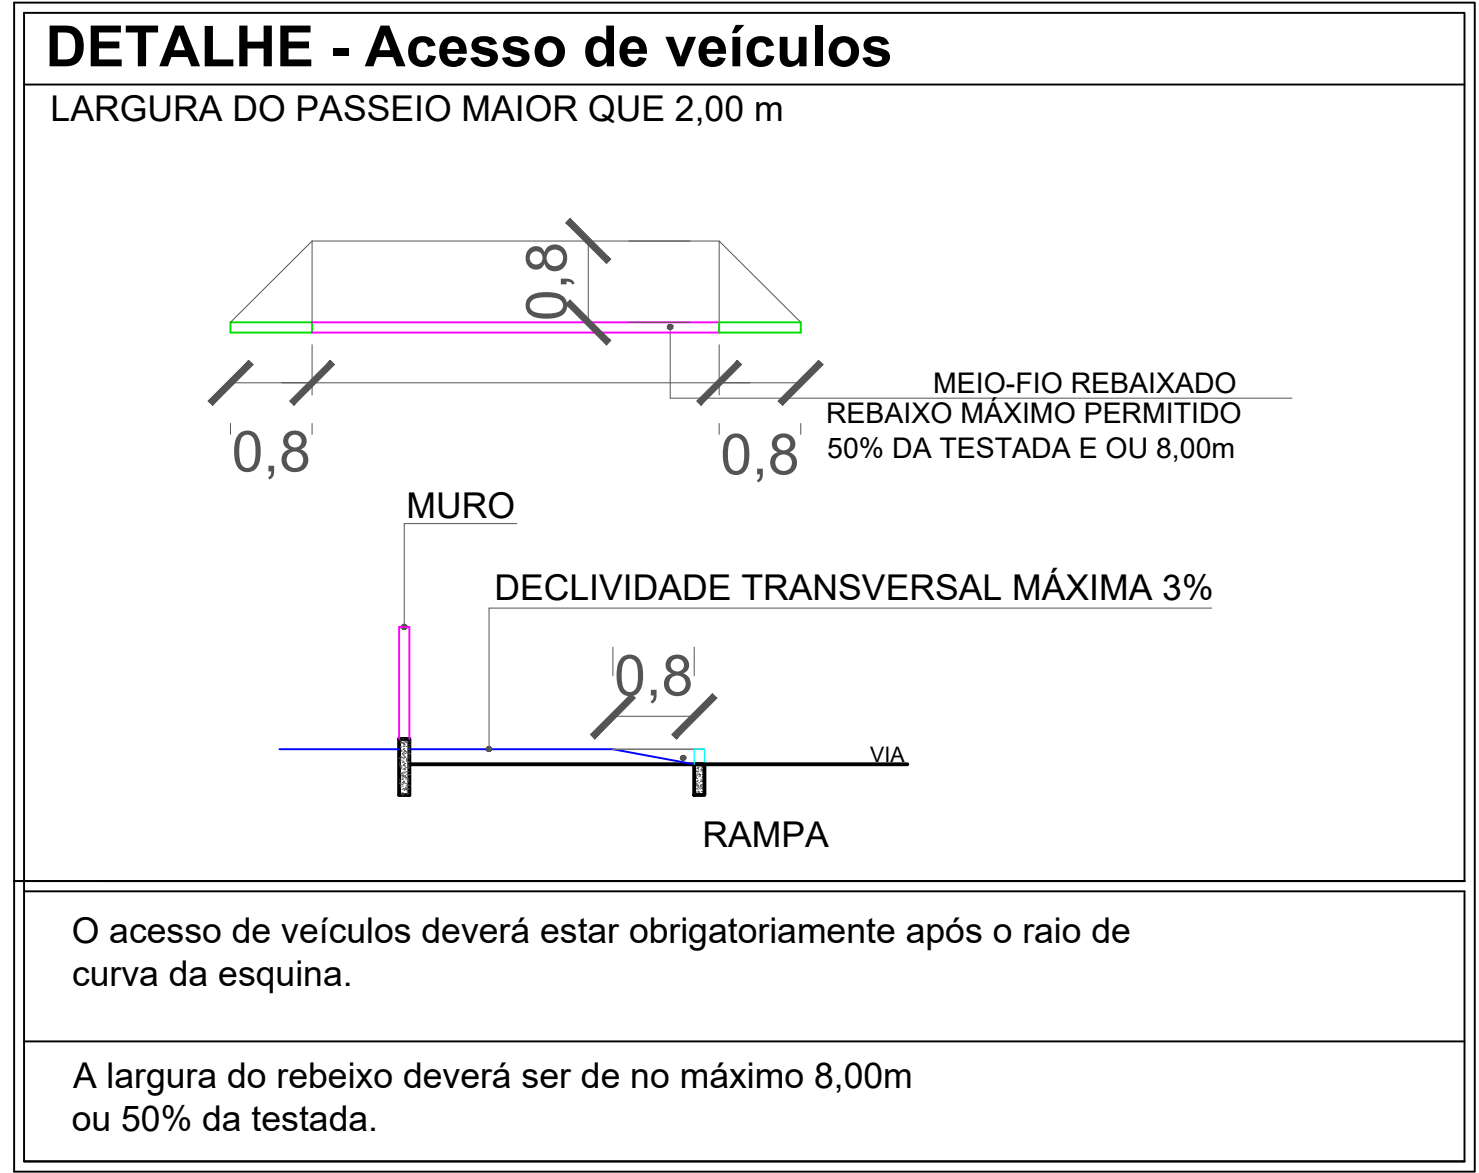 DETALHE - Acesso de veículos
LARGURA DO PASSEIO MAIOR QUE 2,00 m
0,8
MEIO-FIO REBAIXADO
REBAIXO MÁXIMO PERMITIDO
50% DA TESTADA E OU 8,00m
0,8
0,8
MURO
DECLIVIDADE TRANSVERSAL MÁXIMA 3%
0,8
VIA
RAMPA
O acesso de veículos deverá estar obrigatoriamente após o raio de
curva da esquina.
A largura do rebeixo deverá ser de no máximo 8,00m
ou 50% da testada.